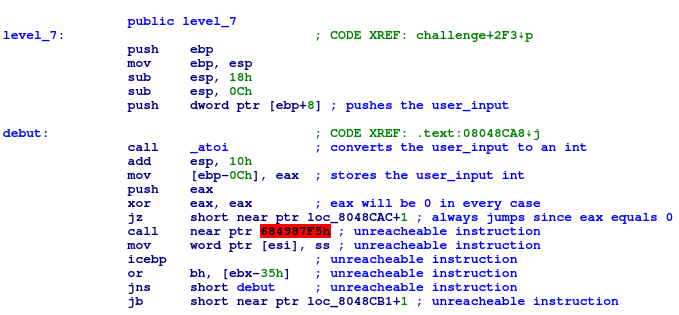 public level_7
level_7: ; CODE XREF: challenge+2F3↓p
push ebp
mov ebp, esp
sub esp, 18h
sub esp, 0Ch
push dword ptr [ebp+8] ; pushes the user_input
debut: ; CODE XREF: .text:08048CA8↓j
call _atoi ; converts the user_input to an int
add esp, 10h
mov [ebp-0Ch], eax ; stores the user_input int
push eax
xor eax, eax ; eax will be 0 in every case
jz short near ptr loc_8048CAC+1 ; always jumps since eax equals 0
call near ptr 684987F5h ; unreacheable instruction
mov word ptr [esi], ss ; unreacheable instruction
icebp ; unreacheable instruction
or bh, [ebx-35h] ; unreacheable instruction
jns short debut ; unreacheable instruction
jb short near ptr loc_8048CB1+1 ; unreacheable instruction